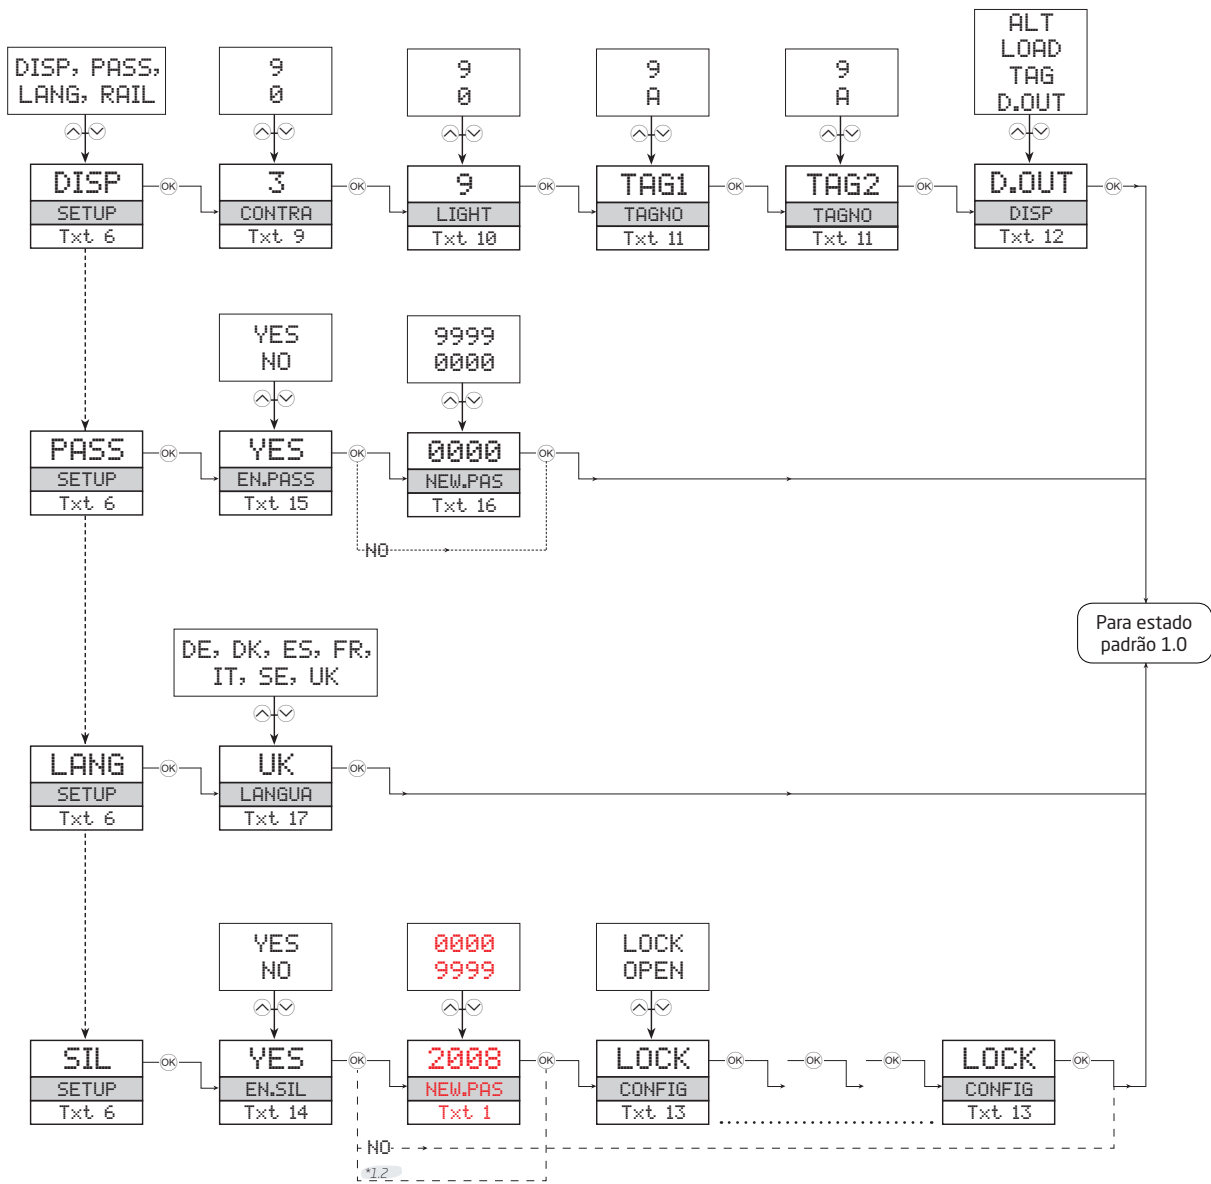 DISP, PASS,
LANG, RAIL
9
0
9
0
9
A
9
A
ALT
LOAD
TAG
D.OUT
DISP
SETUP
Txt 6
OK
3
CONTRA
Txt 9
OK
9
LIGHT
Txt 10
OK
TAG1
TAGNO
Txt 11
OK
TAG2
TAGNO
Txt 11
OK
D.OUT
DISP
Txt 12
OK
YES
NO
9999
0000
PASS
SETUP
Txt 6
OK
YES
EN.PASS
Txt 15
OK
0000
NEW.PAS
Txt 16
OK
NO
Para estado
padrão 1.0
DE, DK, ES, FR,
IT, SE, UK
LANG
SETUP
Txt 6
OK
UK
LANGUA
Txt 17
OK
YES
NO
0000
9999
LOCK
OPEN
SIL
SETUP
Txt 6
OK
YES
EN.SIL
Txt 14
OK
2008
NEW.PAS
Txt 1
OK
LOCK
CONFIG
Txt 13
OK
OK
OK
LOCK
CONFIG
Txt 13
OK
NO
*1.2